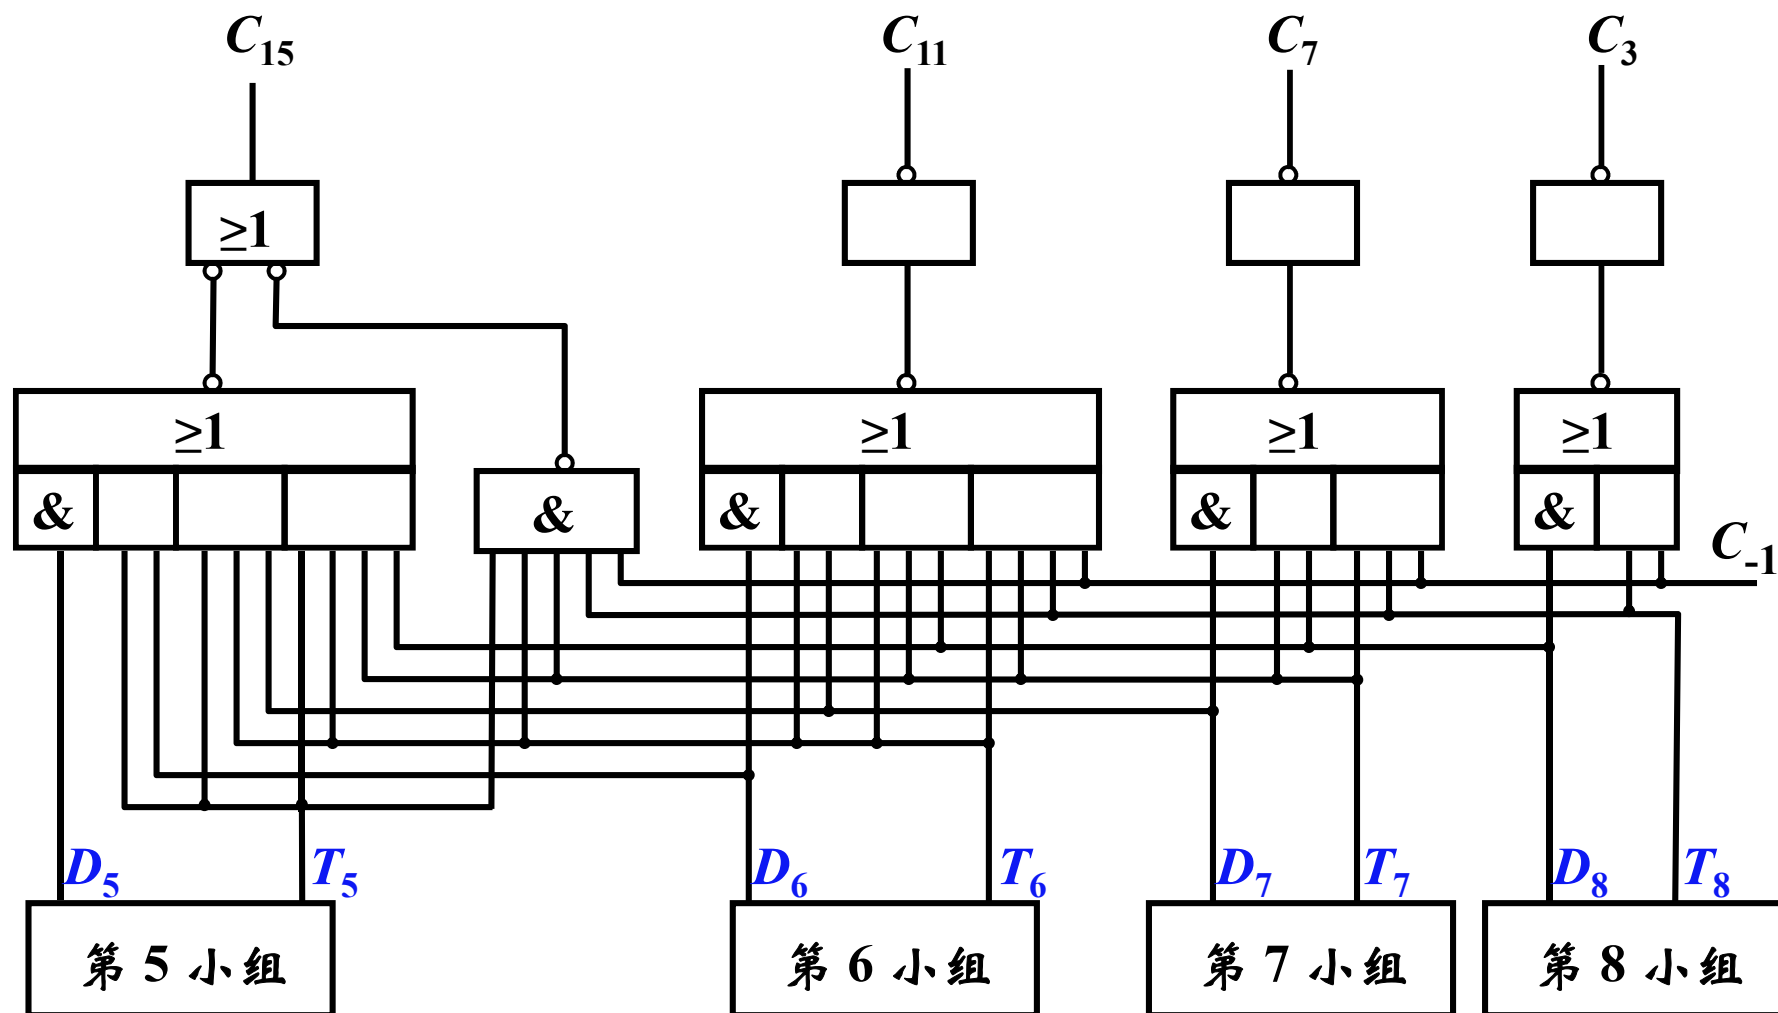 C15 C11 C7 C3
≥1
≥1 ≥1 ≥1 ≥1
& & & & &
C-1
D5 T5 D6 T6 D7 T7 D8 T8
第 5 小组 第 6 小组 第 7 小组 第 8 小组